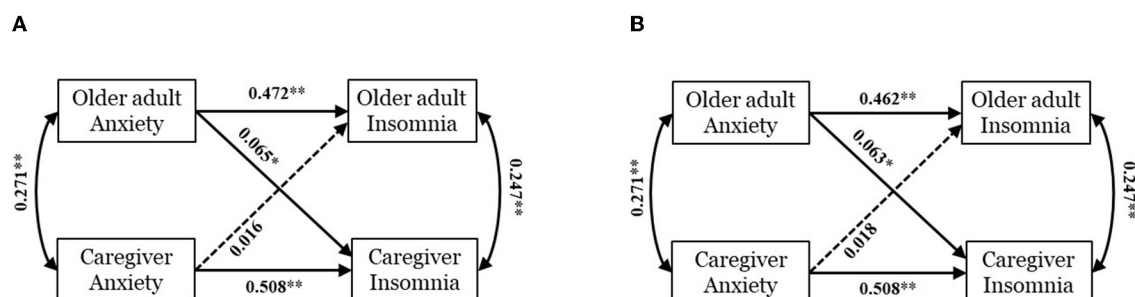 A
Older adult
Anxiety
0.472**
Older adult
Insomnia
0.271**
0.065*
0.016
0.247**
Caregiver
Anxiety
0.508**
Caregiver
Insomnia
B
Older adult
Anxiety
0.462**
Older adult
Insomnia
0.271**
0.063*
0.018
0.247**
Caregiver
Anxiety
0.508**
Caregiver
Insomnia